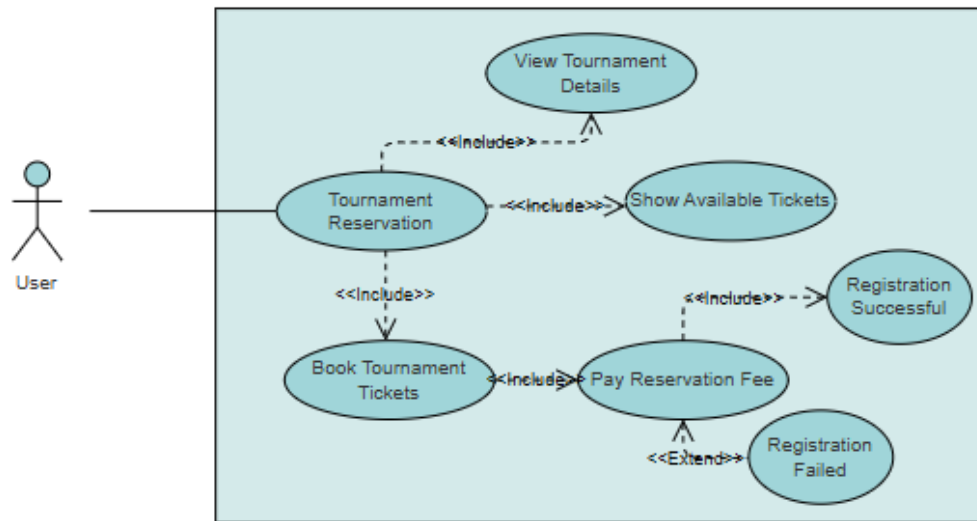 View Tournament
Details
<<Include>>
Tournament
Reservation
<<Include>>
Show Available Tickets
User
<<Include>>
Registration
Successful
<<Include>>
Book Tournament
Tickets
<<Include>>
Pay Reservation Fee
Registration
Failed
<<Extend>>